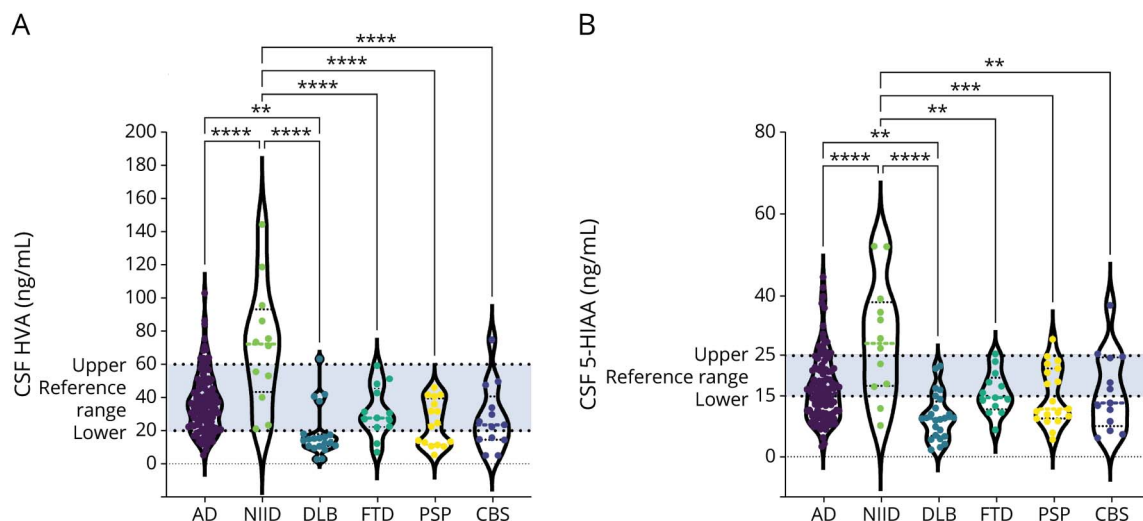 A
****
****
****
**
**** ****
200
180
160
140
120
100
80
60
40
20
0
CSF HVA (ng/mL)
Upper
Reference
range
Lower
AD NIID DLB FTD PSP CBS
B
**
***
**
**
**** ****
80
60
40
25
15
0
CSF 5-HIAA (ng/mL)
Upper
Reference range
Lower
AD NIID DLB FTD PSP CBS